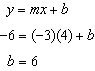 y = mx + b
−6 = (−3)(4) + b
b = 6